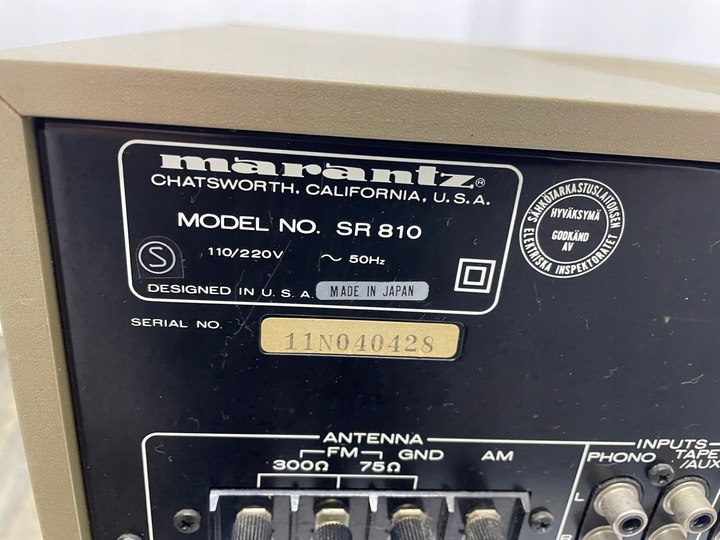 marantz®
CHATSWORTH, CALIFORNIA, U.S.A.
MODEL NO. SR 810
S
110/220V ~ 50Hz
DESIGNED IN U.S.A. MADE IN JAPAN
SERIAL NO. 11N040428
SÄHKÖTARKASTUSLAITOKSEN
HYVÄKSYMÄ
GODKÄND
AV
ELEKTRISKA INSPEKTORATET
ANTENNA
FM GND AM
300Ω 75Ω
INPUTS
PHONO TAPE
/AUX
L
R